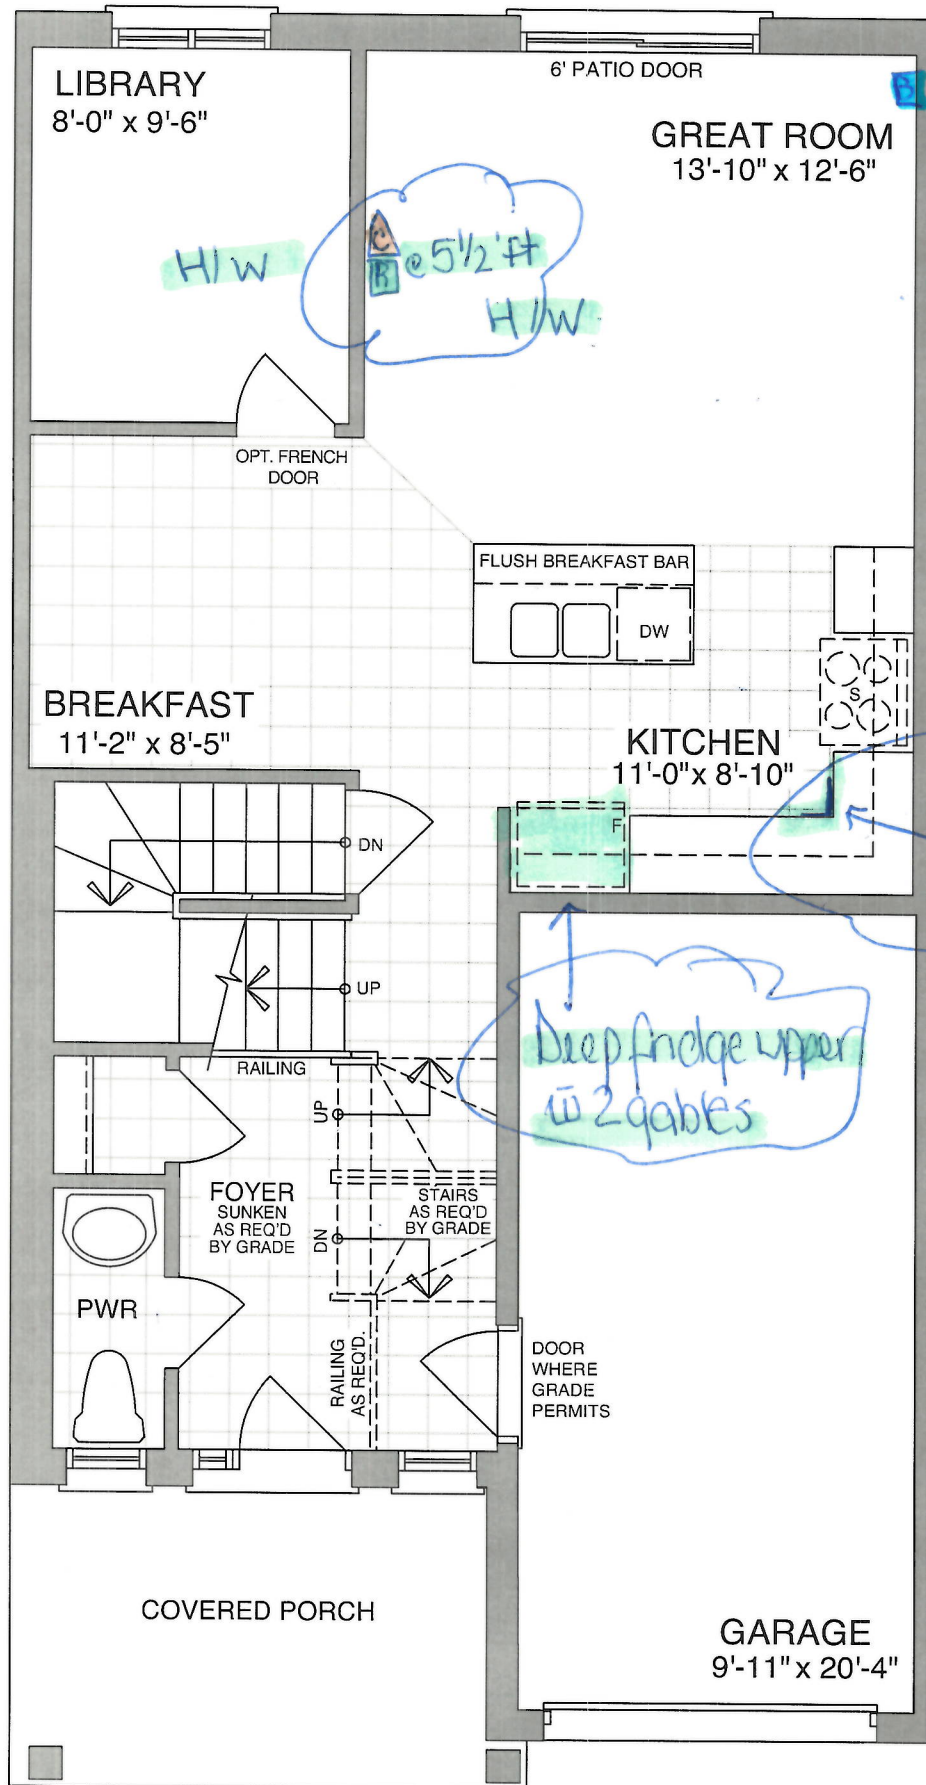 LIBRARY
8'-0" x 9'-6"
6' PATIO DOOR
B
GREAT ROOM
13'-10" x 12'-6"
H/W
C
R @ 5 1/2' ft
H/W
OPT. FRENCH
DOOR
FLUSH BREAKFAST BAR
DW
S
BREAKFAST
11'-2" x 8'-5"
KITCHEN
11'-0" x 8'-10"
F
DN
UP
RAILING
UP
Deep fridge upper
2 gables
FOYER
SUNKEN
AS REQ'D
BY GRADE
STAIRS
AS REQ'D
BY GRADE
DN
PWR
RAILING
AS REQ'D.
DOOR
WHERE
GRADE
PERMITS
COVERED PORCH
GARAGE
9'-11" x 20'-4"